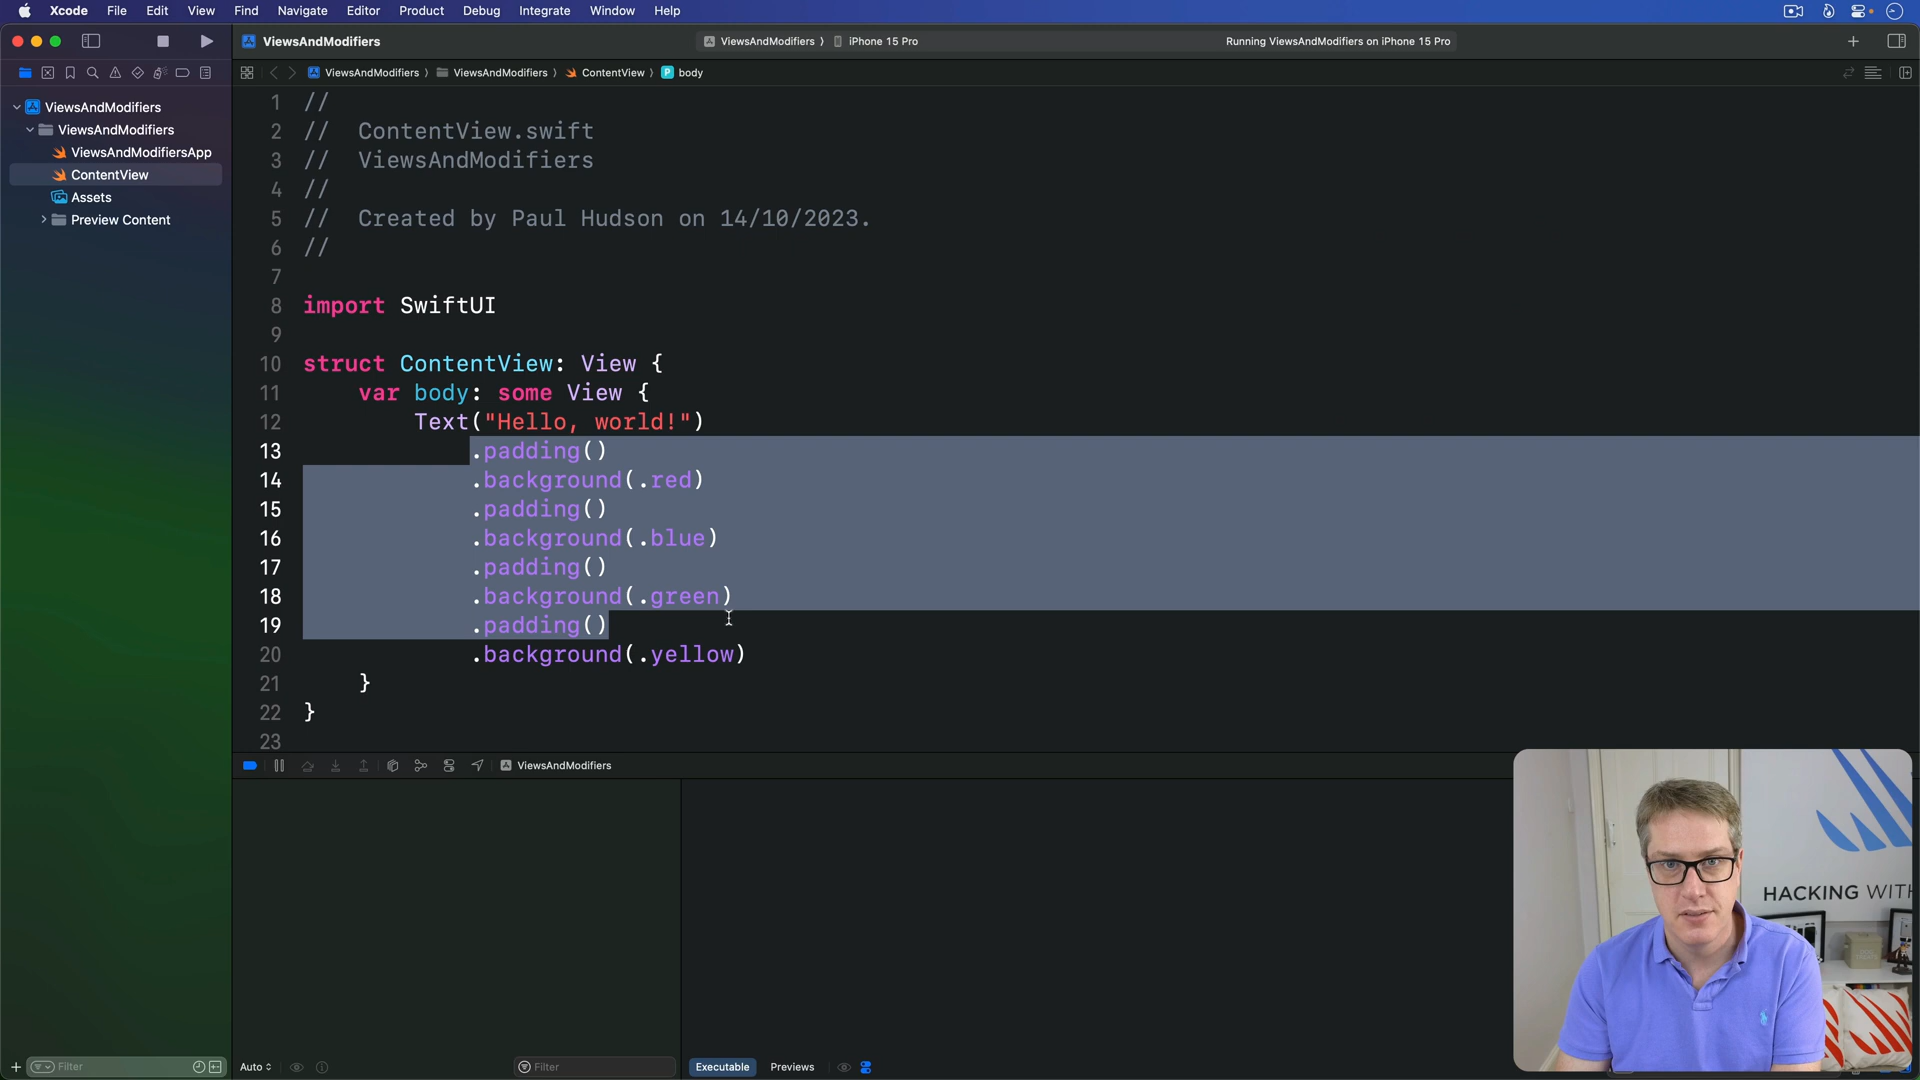 Xcode File Edit View Find Navigate Editor Product Debug Integrate Window Help
ViewsAndModifiers
ViewsAndModifiers 〉 iPhone 15 Pro
Running ViewsAndModifiers on iPhone 15 Pro
ViewsAndModifiers 〉 ViewsAndModifiers 〉 ContentView 〉 P body
ViewsAndModifiers
ViewsAndModifiers
ViewsAndModifiersApp
ContentView
Assets
Preview Content
1 //
2 //  ContentView.swift
3 //  ViewsAndModifiers
4 //
5 //  Created by Paul Hudson on 14/10/2023.
6 //
7
8 import SwiftUI
9
10 struct ContentView: View {
11     var body: some View {
12         Text("Hello, world!")
13             .padding()
14             .background(.red)
15             .padding()
16             .background(.blue)
17             .padding()
18             .background(.green)
19             .padding()
20             .background(.yellow)
21     }
22 }
23
ViewsAndModifiers
HACKING WITH
Filter
Auto
Filter
Executable Previews